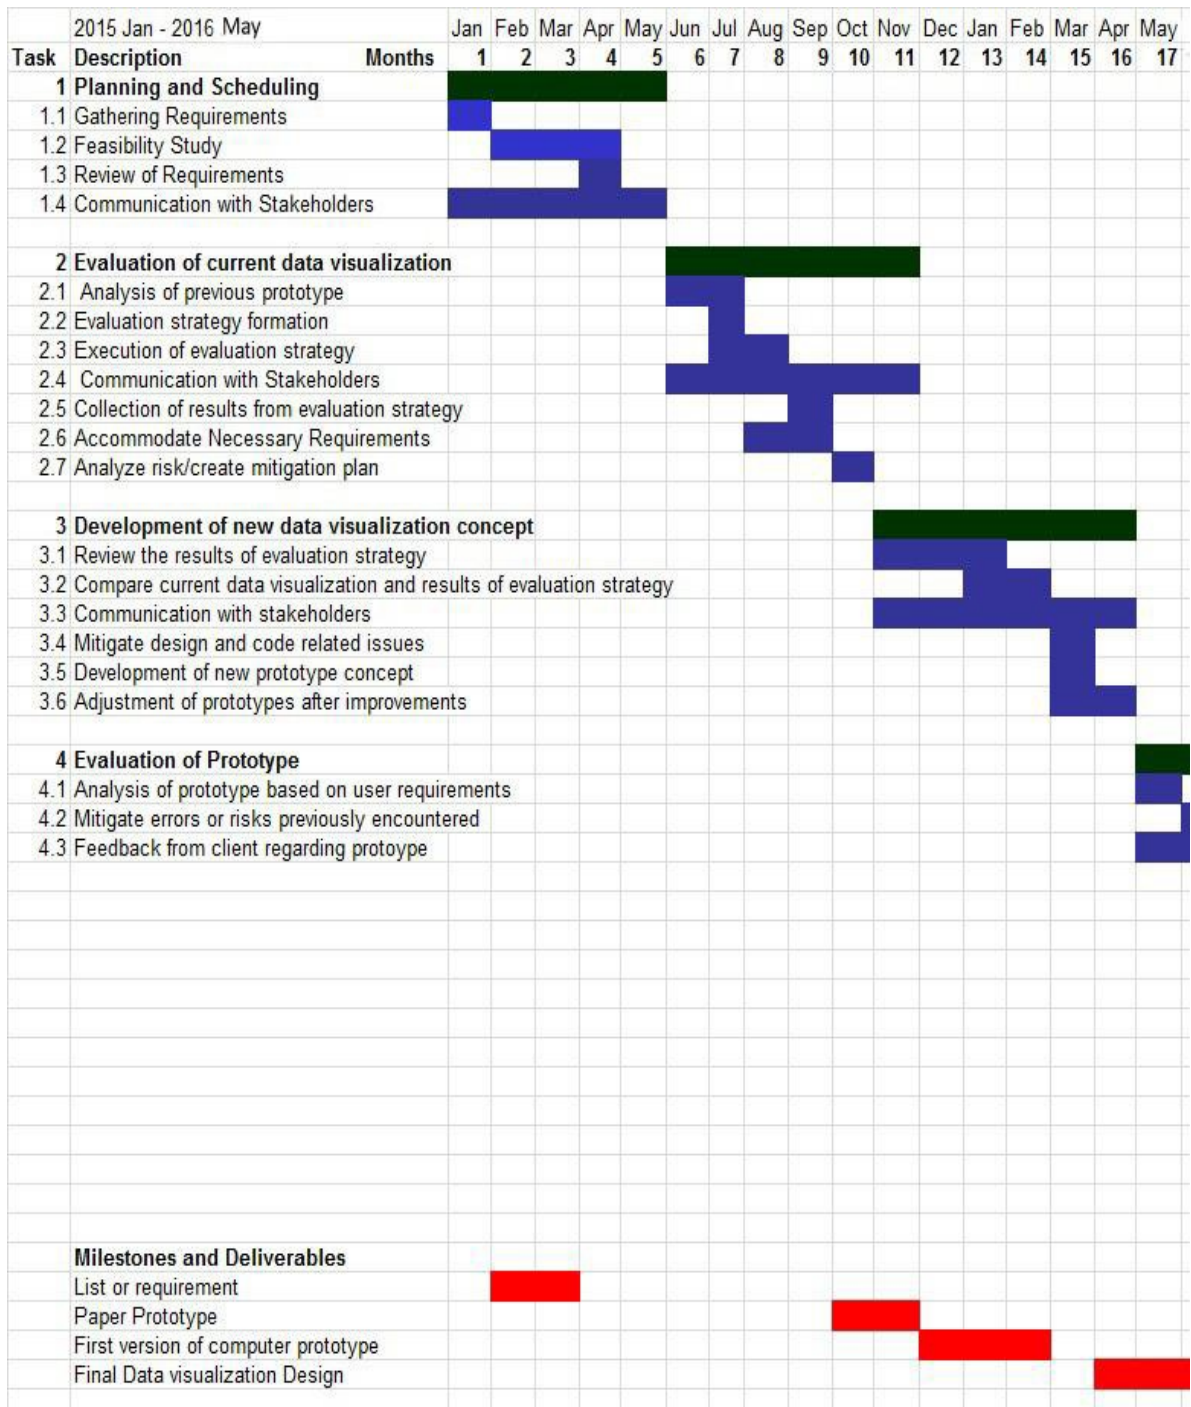 2015 Jan - 2016 May Jan Feb Mar Apr May Jun Jul Aug Sep Oct Nov Dec Jan Feb Mar Apr May
Task Description Months 1 2 3 4 5 6 7 8 9 10 11 12 13 14 15 16 17
1 Planning and Scheduling
1.1 Gathering Requirements
1.2 Feasibility Study
1.3 Review of Requirements
1.4 Communication with Stakeholders
2 Evaluation of current data visualization
2.1 Analysis of previous prototype
2.2 Evaluation strategy formation
2.3 Execution of evaluation strategy
2.4 Communication with Stakeholders
2.5 Collection of results from evaluation strategy
2.6 Accommodate Necessary Requirements
2.7 Analyze risk/create mitigation plan
3 Development of new data visualization concept
3.1 Review the results of evaluation strategy
3.2 Compare current data visualization and results of evaluation strategy
3.3 Communication with stakeholders
3.4 Mitigate design and code related issues
3.5 Development of new prototype concept
3.6 Adjustment of prototypes after improvements
4 Evaluation of Prototype
4.1 Analysis of prototype based on user requirements
4.2 Mitigate errors or risks previously encountered
4.3 Feedback from client regarding protoype
Milestones and Deliverables
List or requirement
Paper Prototype
First version of computer prototype
Final Data visualization Design